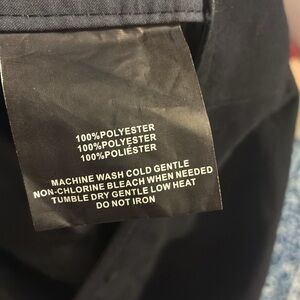 100%POLYESTER
100%POLYESTER
100%POLIÉSTER
MACHINE WASH COLD GENTLE
NON-CHLORINE BLEACH WHEN NEEDED
TUMBLE DRY GENTLE LOW HEAT
DO NOT IRON